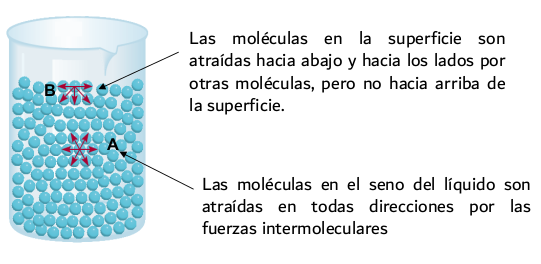 Las moléculas en la superficie son
atraídas hacia abajo y hacia los lados por
otras moléculas, pero no hacia arriba de
la superficie.
B
A
Las moléculas en el seno del líquido son
atraídas en todas direcciones por las
fuerzas intermoleculares